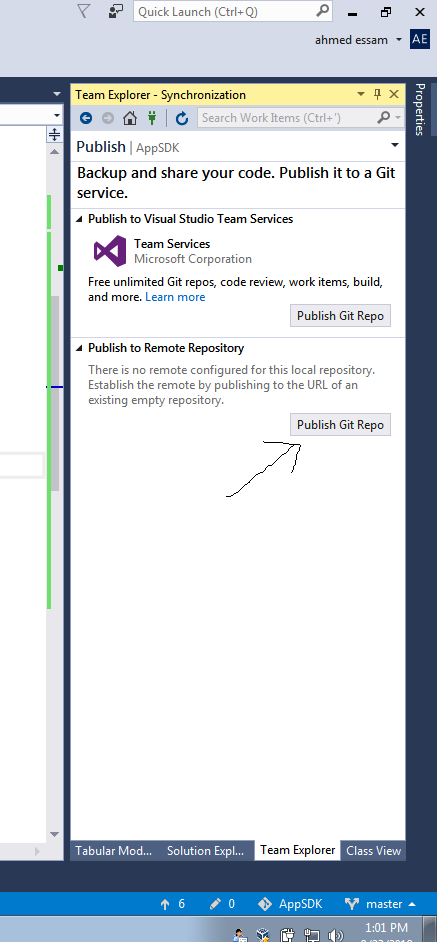 Quick Launch (Ctrl+Q)
ahmed essam AE
Team Explorer - Synchronization
Properties
Search Work Items (Ctrl+')
Publish | AppSDK
Backup and share your code. Publish it to a Git
service.
Publish to Visual Studio Team Services
Team Services
Microsoft Corporation
Free unlimited Git repos, code review, work items, build,
and more. Learn more
Publish Git Repo
Publish to Remote Repository
There is no remote configured for this local repository.
Establish the remote by publishing to the URL of an
existing empty repository.
Publish Git Repo
Tabular Mod... Solution Expl... Team Explorer Class View
6 0 AppSDK master
1:01 PM